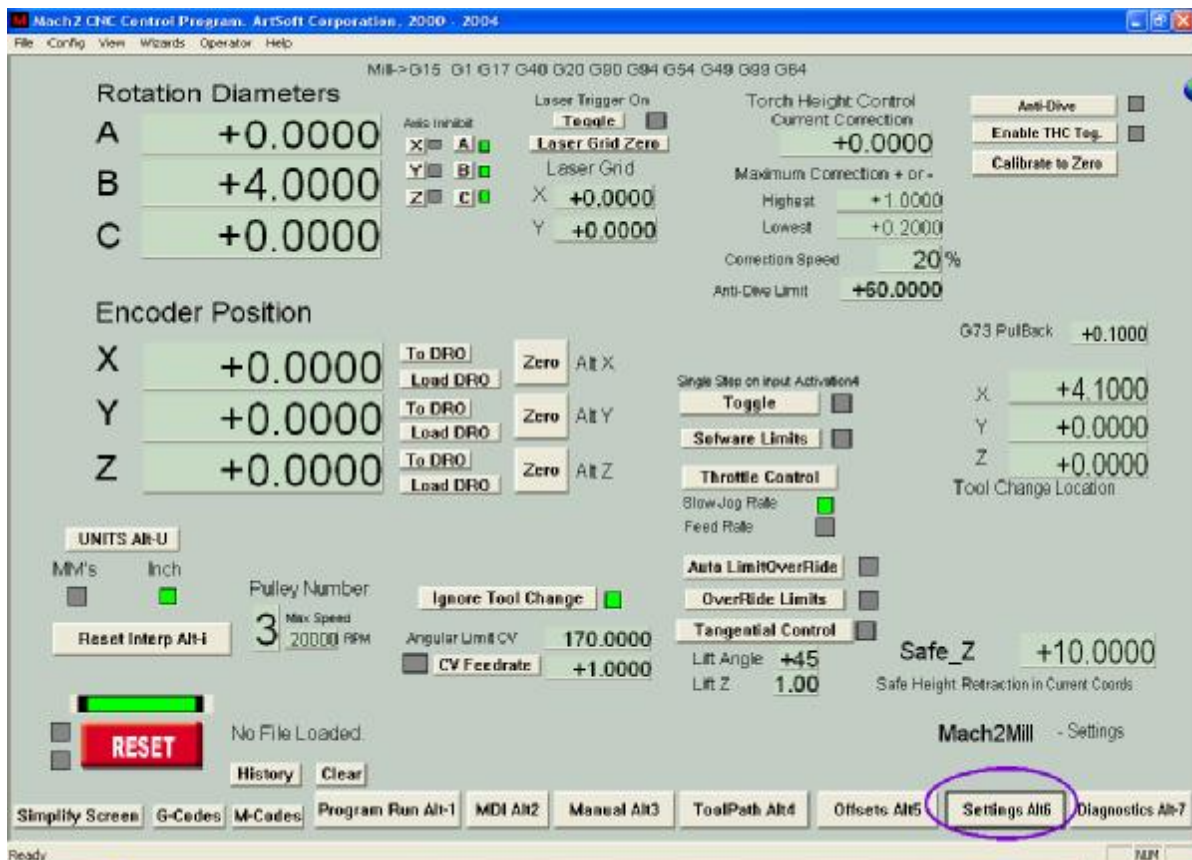 Mach2 CNC Control Program. ArtSoft Corporation, 2000 - 2004
File Config View Wizards Operator Help
Mill->G15 G1 G17 G40 G20 G90 G94 G54 G49 G99 G64
Rotation Diameters
A +0.0000
B +4.0000
C +0.0000
Axis Inhibit
X A
Y B
Z C
Laser Trigger On
Toggle
Laser Grid Zero
Laser Grid
X +0.0000
Y +0.0000
Torch Height Control
Current Correction
+0.0000
Maximum Correction + or -
Highest +1.0000
Lowest +0.2000
Correction Speed 20 %
Anti-Dive Limit +60.0000
Anti-Dive
Enable THC Tog.
Calibrate to Zero
G73 PullBack +0.1000
Encoder Position
X +0.0000 To DRO Load DRO Zero Alt X
Y +0.0000 To DRO Load DRO Zero Alt Y
Z +0.0000 To DRO Load DRO Zero Alt Z
Single Step on Input Activation4
Toggle
Sofware Limits
Throttle Control
Slow Jog Rate
Feed Rate
X +4.1000
Y +0.0000
Z +0.0000
Tool Change Location
UNITS Alt-U
MM's Inch
Reset Interp Alt-i
Pulley Number
3 Max Speed
20000 RPM
Ignore Tool Change
Angular Limit CV 170.0000
CV Feedrate +1.0000
Auto LimitOverRide
OverRide Limits
Tangential Control
Lift Angle +45
Lift Z 1.00
Safe_Z +10.0000
Safe Height Retraction in Current Coords
RESET
No File Loaded.
History Clear
Mach2Mill - Settings
Simplify Screen G-Codes M-Codes Program Run Alt-1 MDI Alt2 Manual Alt3 ToolPath Alt4 Offsets Alt5 Settings Alt6 Diagnostics Alt-7
Ready NUM